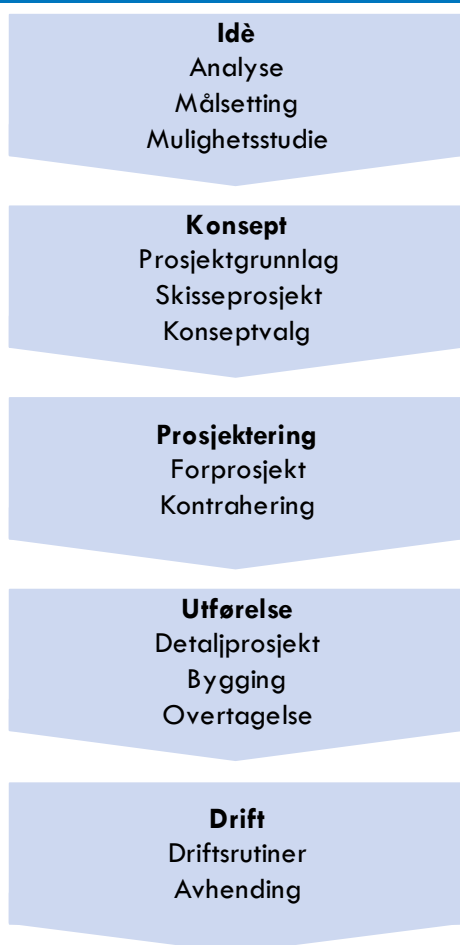 Idè
Analyse
Målsetting
Mulighetsstudie
Konsept
Prosjektgrunnlag
Skisseprosjekt
Konseptvalg
Prosjektering
Forprosjekt
Kontrahering
Utførelse
Detaljprosjekt
Bygging
Overtagelse
Drift
Driftsrutiner
Avhending